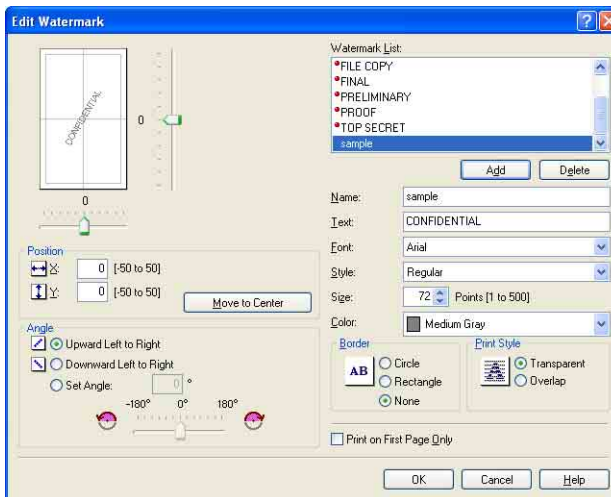 Edit Watermark
CONFIDENTIAL
0
0
Position
X: 0 [-50 to 50]
Y: 0 [-50 to 50]
Move to Center
Angle
Upward Left to Right
Downward Left to Right
Set Angle: 0 °
-180° 0° 180°
Watermark List:
FILE COPY
FINAL
PRELIMINARY
PROOF
TOP SECRET
sample
Add Delete
Name: sample
Text: CONFIDENTIAL
Font: Arial
Style: Regular
Size: 72 Points [1 to 500]
Color: Medium Gray
Border
AB
Circle
Rectangle
None
Print Style
Transparent
Overlap
Print on First Page Only
OK Cancel Help